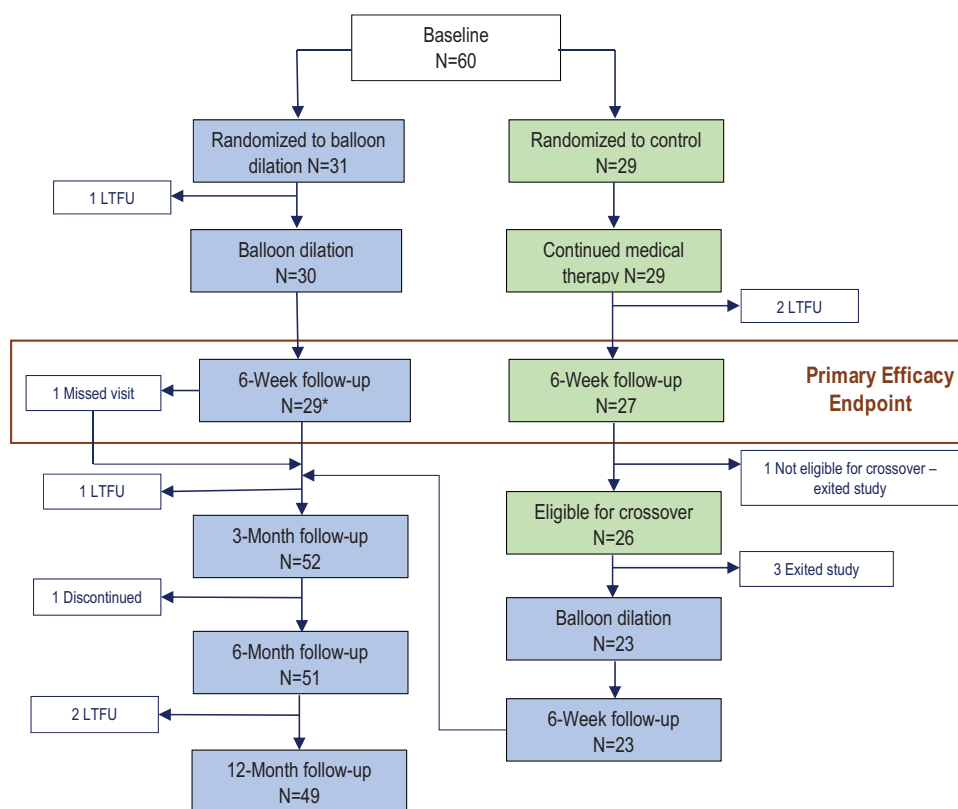 Baseline
N=60
Randomized to balloon
dilation N=31
Randomized to control
N=29
1 LTFU
Balloon dilation
N=30
Continued medical
therapy N=29
2 LTFU
6-Week follow-up
N=29*
1 Missed visit
6-Week follow-up
N=27
Primary Efficacy
Endpoint
1 LTFU
1 Not eligible for crossover –
exited study
3-Month follow-up
N=52
Eligible for crossover
N=26
3 Exited study
1 Discontinued
Balloon dilation
N=23
6-Month follow-up
N=51
2 LTFU
6-Week follow-up
N=23
12-Month follow-up
N=49